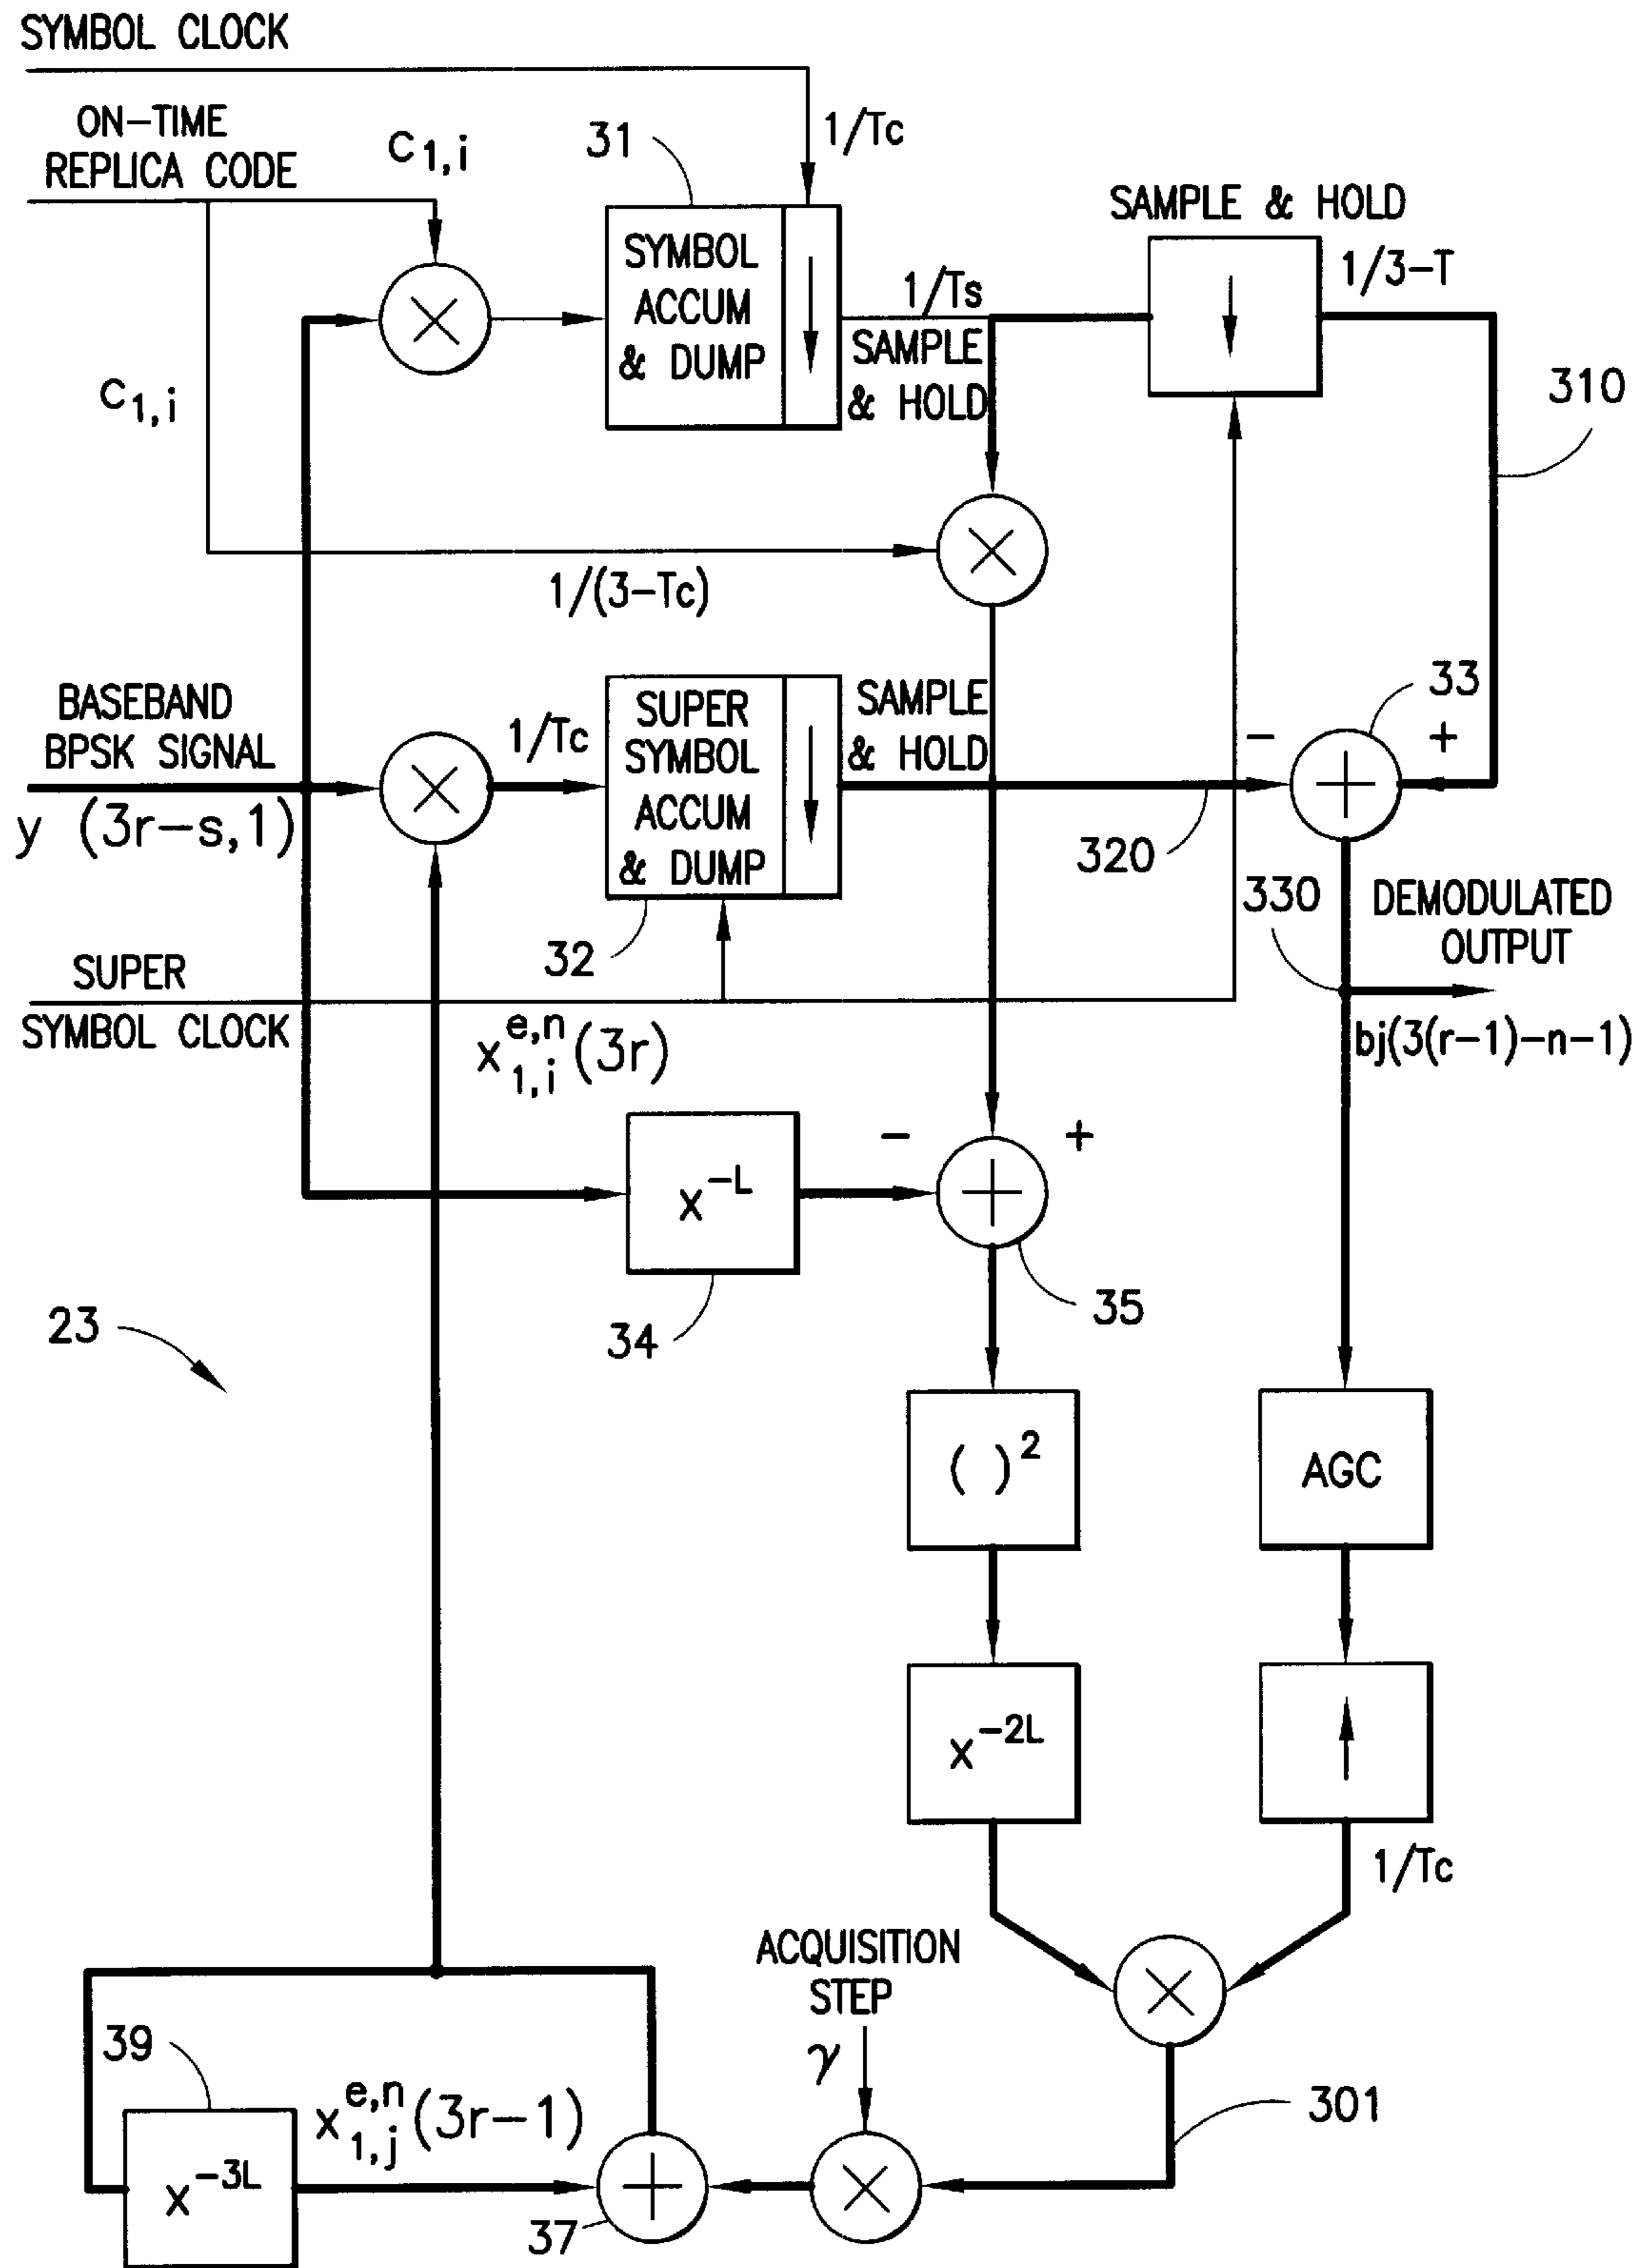 SYMBOL CLOCK
ON-TIME
REPLICA CODE
C1,i
31
1/Tc
SAMPLE & HOLD
SYMBOL
ACCUM
& DUMP
1/Ts
SAMPLE
& HOLD
1/3-T
310
C1,i
1/(3-Tc)
BASEBAND
BPSK SIGNAL
y (3r-s,1)
1/Tc
SUPER
SYMBOL
ACCUM
& DUMP
SAMPLE
& HOLD
33
- +
320
330
DEMODULATED
OUTPUT
32
SUPER
SYMBOL CLOCK
x1,i^e,n(3r)
bj(3(r-1)-n-1)
- +
x^-L
34
35
23
( )^2
AGC
x^-2L
↑
1/Tc
ACQUISITION
STEP
γ
39
x1,j^e,n(3r-1)
301
x^-3L
37